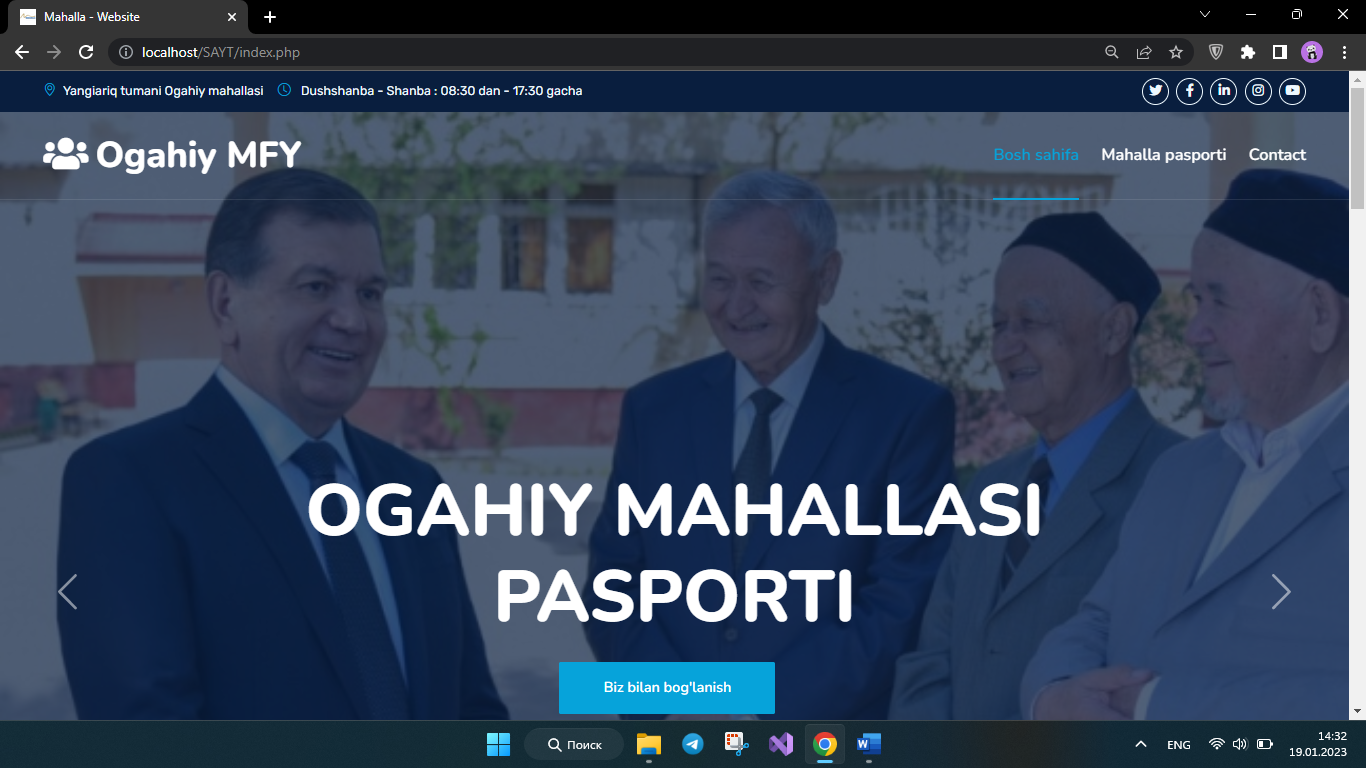 Mahalla - Website
localhost/SAYT/index.php
Yangiariq tumani Ogahiy mahallasi
Dushshanba - Shanba : 08:30 dan - 17:30 gacha
Ogahiy MFY
Bosh sahifa
Mahalla pasporti
Contact
OGAHIY MAHALLASI
PASPORTI
Biz bilan bog'lanish
Поиск
ENG
14:32
19.01.2023